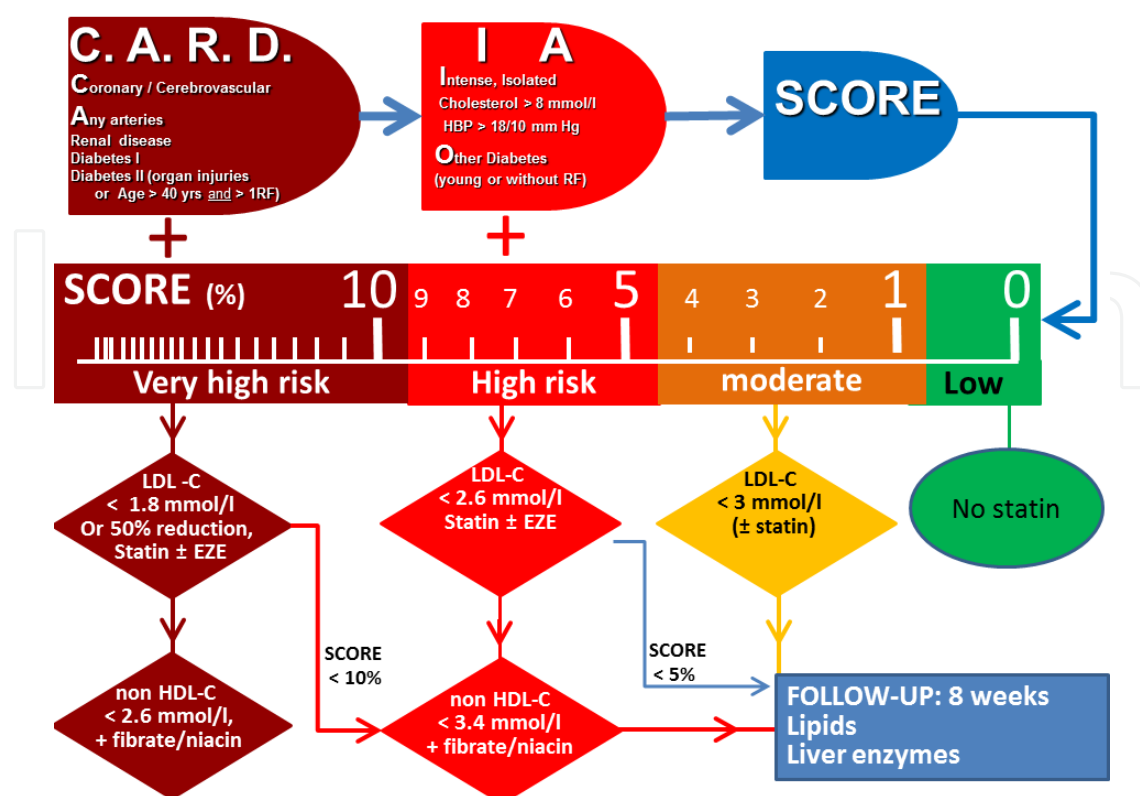 C. A. R. D.
Coronary / Cerebrovascular
Any arteries
Renal disease
Diabetes I
Diabetes II (organ injuries
or Age > 40 yrs and > 1RF)
I A
Intense, Isolated
Cholesterol > 8 mmol/l
HBP > 18/10 mm Hg
Other Diabetes
(young or without RF)
SCORE
+
+
SCORE (%) 10 9 8 7 6 5 4 3 2 1 0
Very high risk
High risk
moderate
Low
LDL -C
< 1.8 mmol/l
Or 50% reduction,
Statin ± EZE
LDL-C
< 2.6 mmol/l
Statin ± EZE
LDL-C
< 3 mmol/l
(± statin)
No statin
SCORE
< 10%
SCORE
< 5%
non HDL-C
< 2.6 mmol/l,
+ fibrate/niacin
non HDL-C
< 3.4 mmol/l
+ fibrate/niacin
FOLLOW-UP: 8 weeks
Lipids
Liver enzymes